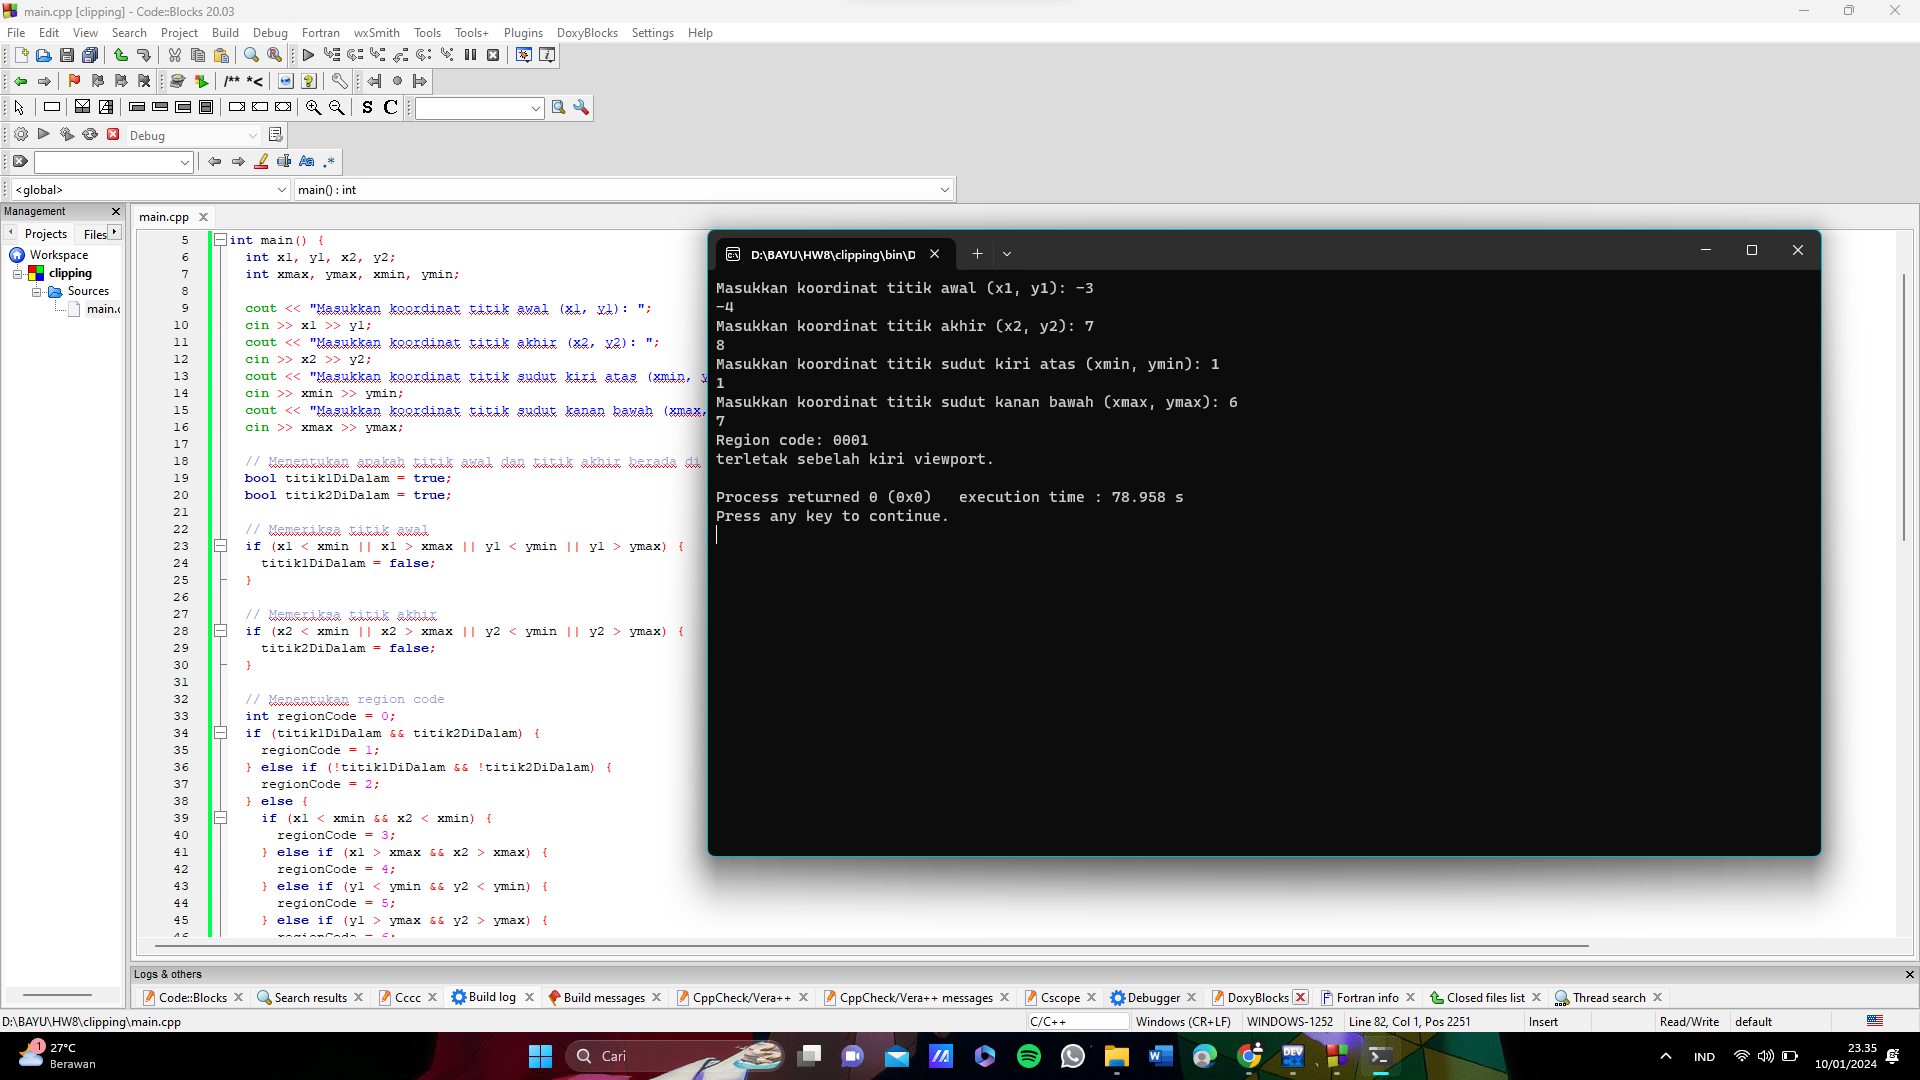 main.cpp [clipping] - Code::Blocks 20.03
File Edit View Search Project Build Debug Fortran wxSmith Tools Tools+ Plugins DoxyBlocks Settings Help
/** *<
S C
Debug
Aa .*
<global> main() : int
Management
Projects Files
Workspace
clipping
Sources
main.c
main.cpp
5 int main() {
6 int x1, y1, x2, y2;
7 int xmax, ymax, xmin, ymin;
8
9 cout << "Masukkan koordinat titik awal (x1, y1): ";
10 cin >> x1 >> y1;
11 cout << "Masukkan koordinat titik akhir (x2, y2): ";
12 cin >> x2 >> y2;
13 cout << "Masukkan koordinat titik sudut kiri atas (xmin, y
14 cin >> xmin >> ymin;
15 cout << "Masukkan koordinat titik sudut kanan bawah (xmax,
16 cin >> xmax >> ymax;
17
18 // Menentukan apakah titik awal dan titik akhir berada di
19 bool titik1DiDalam = true;
20 bool titik2DiDalam = true;
21
22 // Memeriksa titik awal
23 if (x1 < xmin || x1 > xmax || y1 < ymin || y1 > ymax) {
24 titik1DiDalam = false;
25 }
26
27 // Memeriksa titik akhir
28 if (x2 < xmin || x2 > xmax || y2 < ymin || y2 > ymax) {
29 titik2DiDalam = false;
30 }
31
32 // Menentukan region code
33 int regionCode = 0;
34 if (titik1DiDalam && titik2DiDalam) {
35 regionCode = 1;
36 } else if (!titik1DiDalam && !titik2DiDalam) {
37 regionCode = 2;
38 } else {
39 if (x1 < xmin && x2 < xmin) {
40 regionCode = 3;
41 } else if (x1 > xmax && x2 > xmax) {
42 regionCode = 4;
43 } else if (y1 < ymin && y2 < ymin) {
44 regionCode = 5;
45 } else if (y1 > ymax && y2 > ymax) {
D:\BAYU\HW8\clipping\bin\D
Masukkan koordinat titik awal (x1, y1): -3
-4
Masukkan koordinat titik akhir (x2, y2): 7
8
Masukkan koordinat titik sudut kiri atas (xmin, ymin): 1
1
Masukkan koordinat titik sudut kanan bawah (xmax, ymax): 6
7
Region code: 0001
terletak sebelah kiri viewport.
Process returned 0 (0x0) execution time : 78.958 s
Press any key to continue.
Logs & others
Code::Blocks Search results Cccc Build log Build messages CppCheck/Vera++ CppCheck/Vera++ messages Cscope Debugger DoxyBlocks Fortran info Closed files list Thread search
D:\BAYU\HW8\clipping\main.cpp C/C++ Windows (CR+LF) WINDOWS-1252 Line 82, Col 1, Pos 2251 Insert Read/Write default
1
27°C
Berawan
Cari
DEV
IND
23.35
10/01/2024